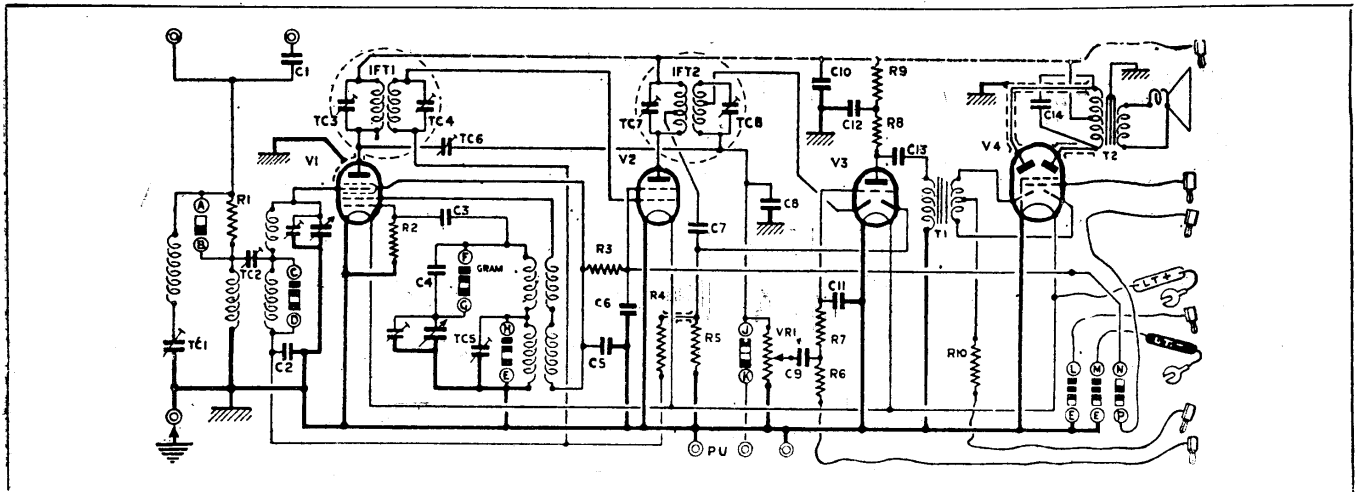 C1
IFT1
TC3
TC4
TC6
V1
IFT2
TC7
TC8
V2
C10
R9
C12
R8
C13
V3
V4
C14
T2
A
R1
B
TC2
C
D
TC1
C2
R2
C3
F
GRAM
G
C4
TC5
H
E
R3
C6
R4
C5
C7
R5
C8
J
K
VR1
C9
C11
R7
R6
T1
R10
LT+
L
E
M
E
N
P
PU